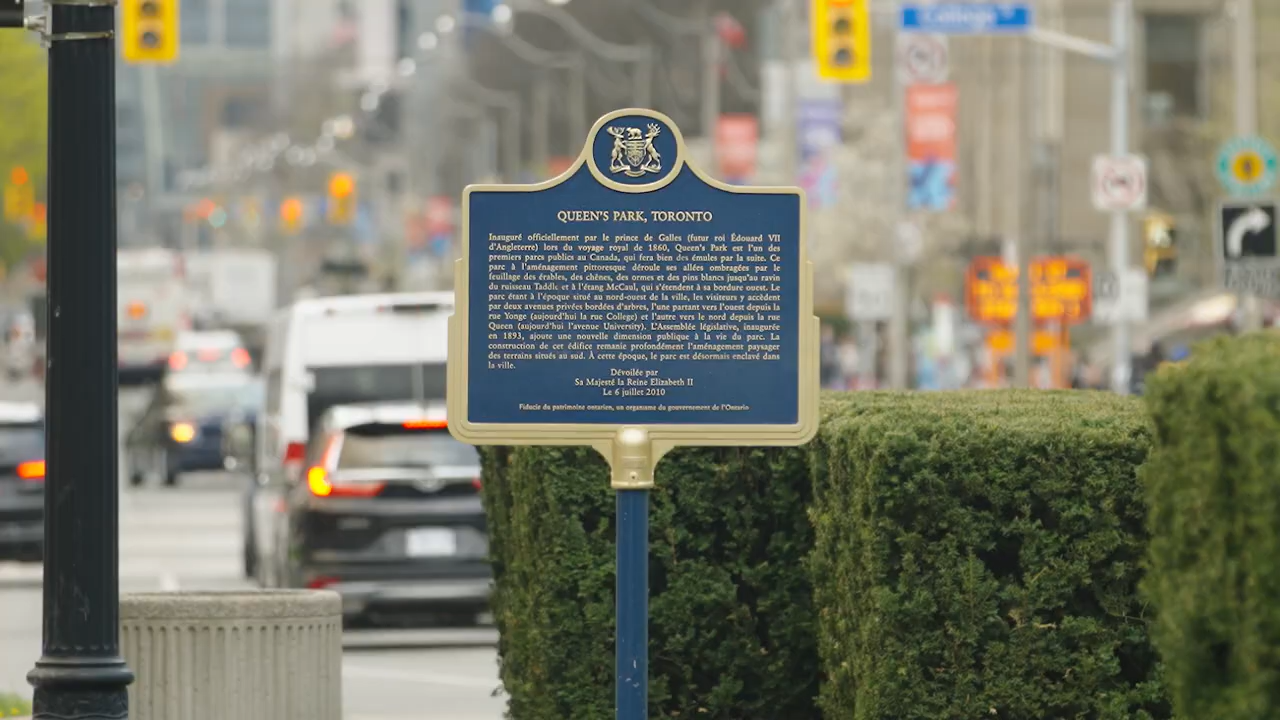 College
QUEEN'S PARK, TORONTO
Inauguré officiellement par le prince de Galles (futur roi Édouard VII
d'Angleterre) lors du voyage royal de 1860, Queen's Park est l'un des
premiers parcs publics au Canada, qui fera bien des émules par la suite. Ce
parc à l'aménagement pittoresque déroule ses allées ombragées par le
feuillage des érables, des chênes, des ormes et des pins blancs jusqu'au ravin
du ruisseau Taddle et à l'étang McCaul, qui s'étendent à sa bordure ouest. Le
parc étant à l'époque situé au nord-ouest de la ville, les visiteurs y accèdent
par deux avenues privées bordées d'arbres, l'une partant vers l'ouest depuis la
rue Yonge (aujourd'hui la rue College) et l'autre vers le nord depuis la rue
Queen (aujourd'hui l'avenue University). L'Assemblée législative, inaugurée
en 1893, ajoute une nouvelle dimension publique à la vie du parc. La
construction de cet édifice remanie profondément l'aménagement paysager
des terrains situés au sud. À cette époque, le parc est désormais enclavé dans
la ville.
Dévoilée par
Sa Majesté la Reine Elizabeth II
Le 6 juillet 2010
Fiducie du patrimoine ontarien, un organisme du gouvernement de l'Ontario